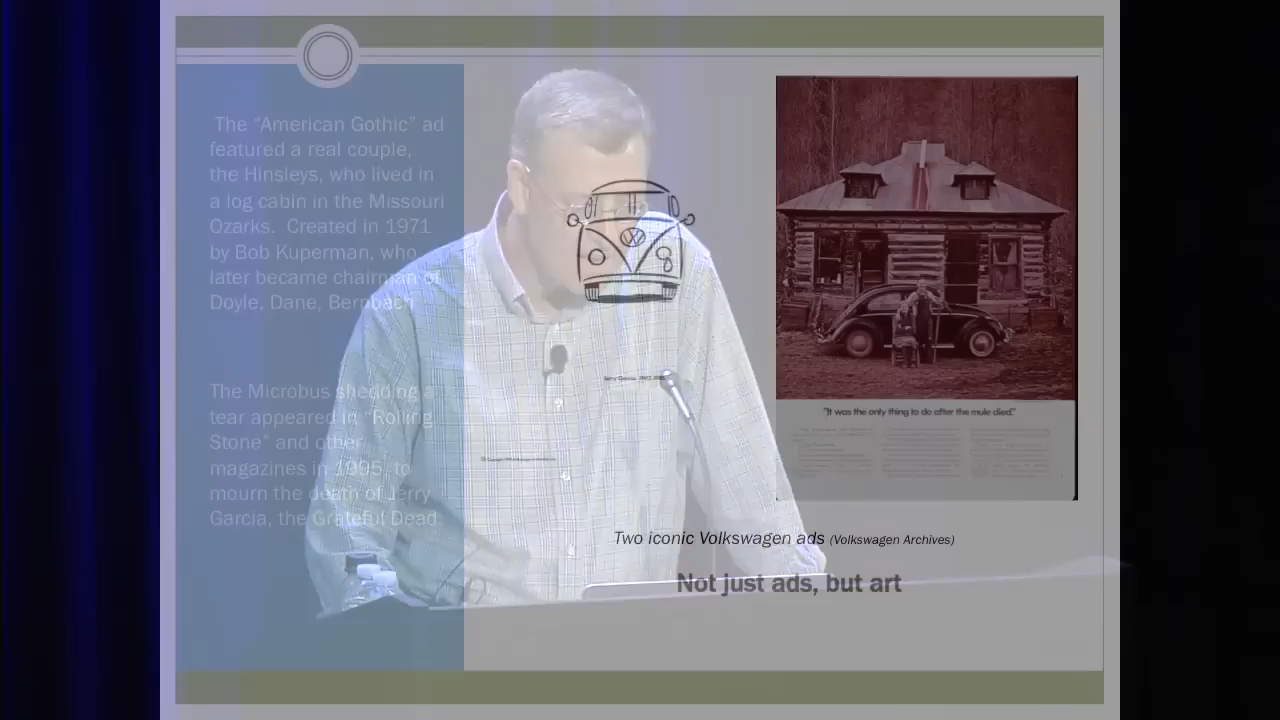 The “American Gothic” ad
featured a real couple,
the Hinsleys, who lived in
a log cabin in the Missouri
Ozarks. Created in 1971
by Bob Kuperman, who
later became chairman of
Doyle, Dane, Bernbach
The Microbus shedding a
tear appeared in “Rolling
Stone” and other
magazines in 1995, to
mourn the death of Jerry
Garcia, the Grateful Dead.
Jerry Garcia. 1942-1995
"It was the only thing to do after the mule died."
Two iconic Volkswagen ads (Volkswagen Archives)
Not just ads, but art